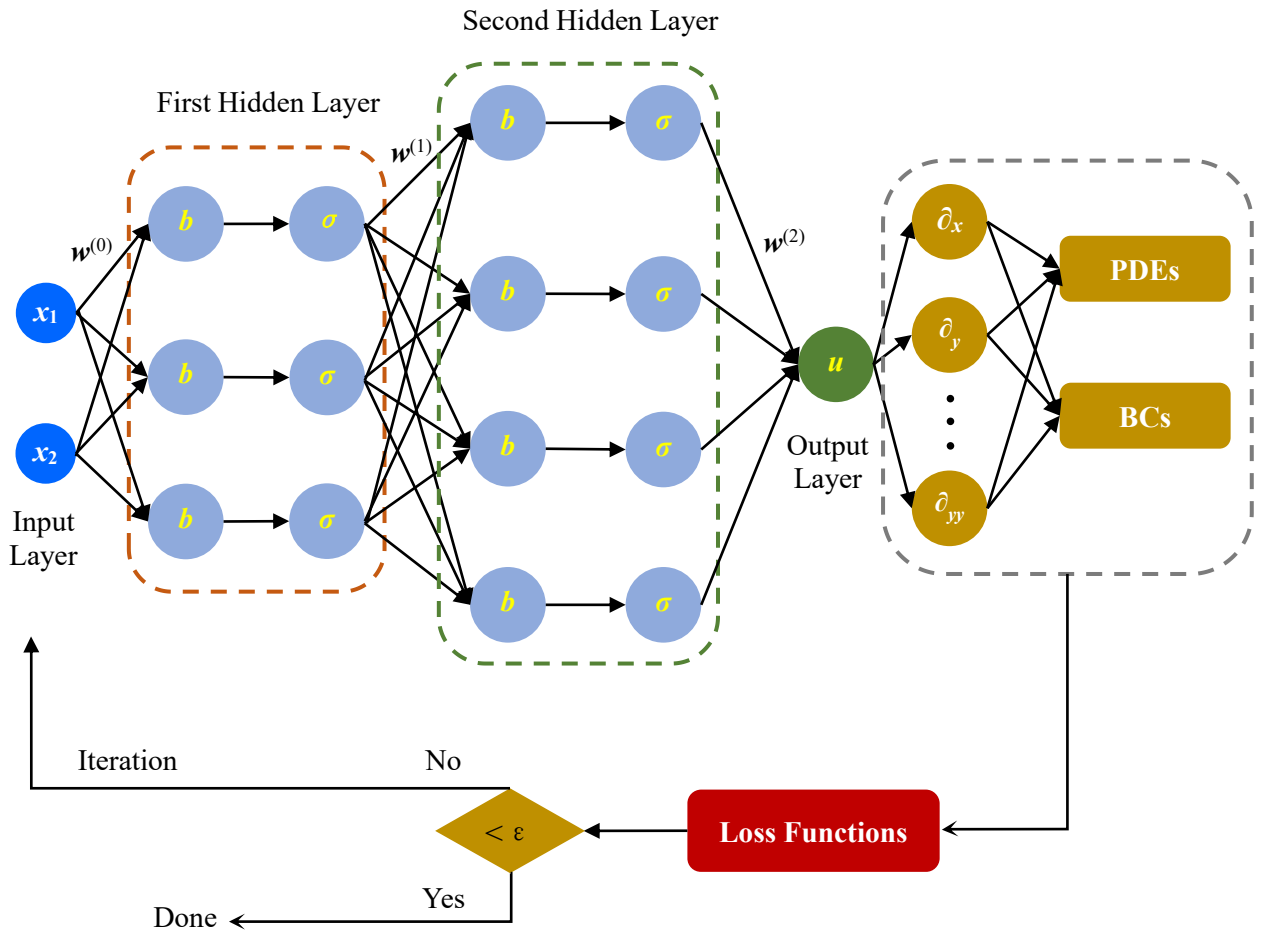 Second Hidden Layer
First Hidden Layer
w(0)
w(1)
w(2)
x1
x2
Input
Layer
b σ
b σ
b σ
b σ
b σ
b σ
b σ
u
Output
Layer
∂x
∂y
∂yy
PDEs
BCs
Iteration
No
< ε
Loss Functions
Yes
Done